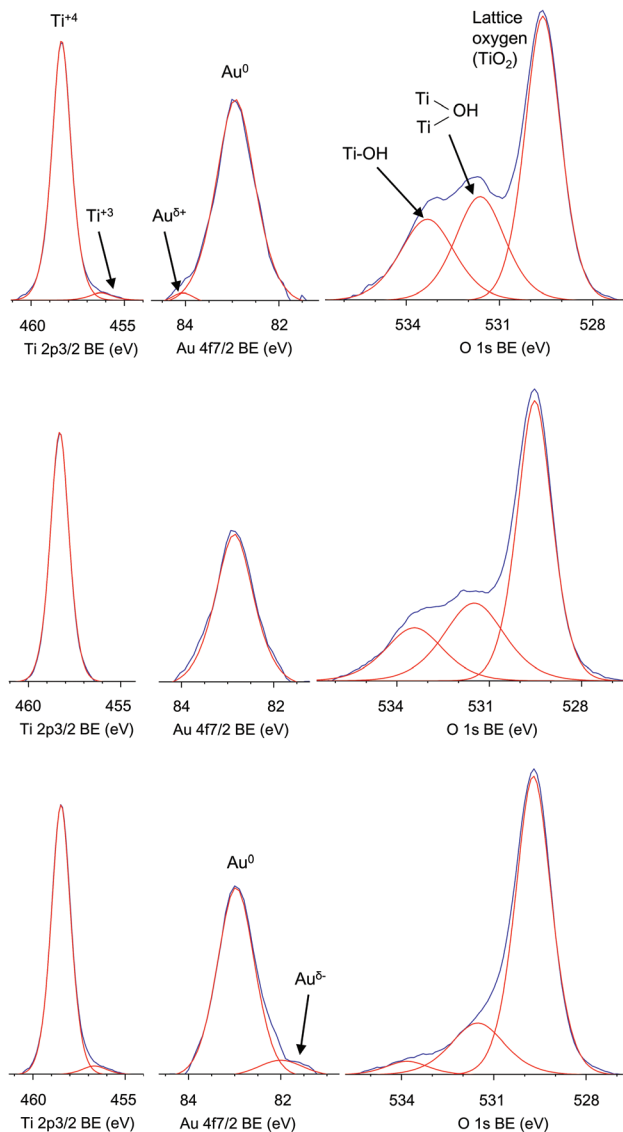 Ti+4
Au0
Lattice
oxygen
(TiO2)
Ti
Ti
OH
Ti-OH
Ti+3
Auδ+
460 455
84 82
534 531 528
Ti 2p3/2 BE (eV)
Au 4f7/2 BE (eV)
O 1s BE (eV)
460 455
84 82
534 531 528
Ti 2p3/2 BE (eV)
Au 4f7/2 BE (eV)
O 1s BE (eV)
Au0
Auδ-
460 455
84 82
534 531 528
Ti 2p3/2 BE (eV)
Au 4f7/2 BE (eV)
O 1s BE (eV)